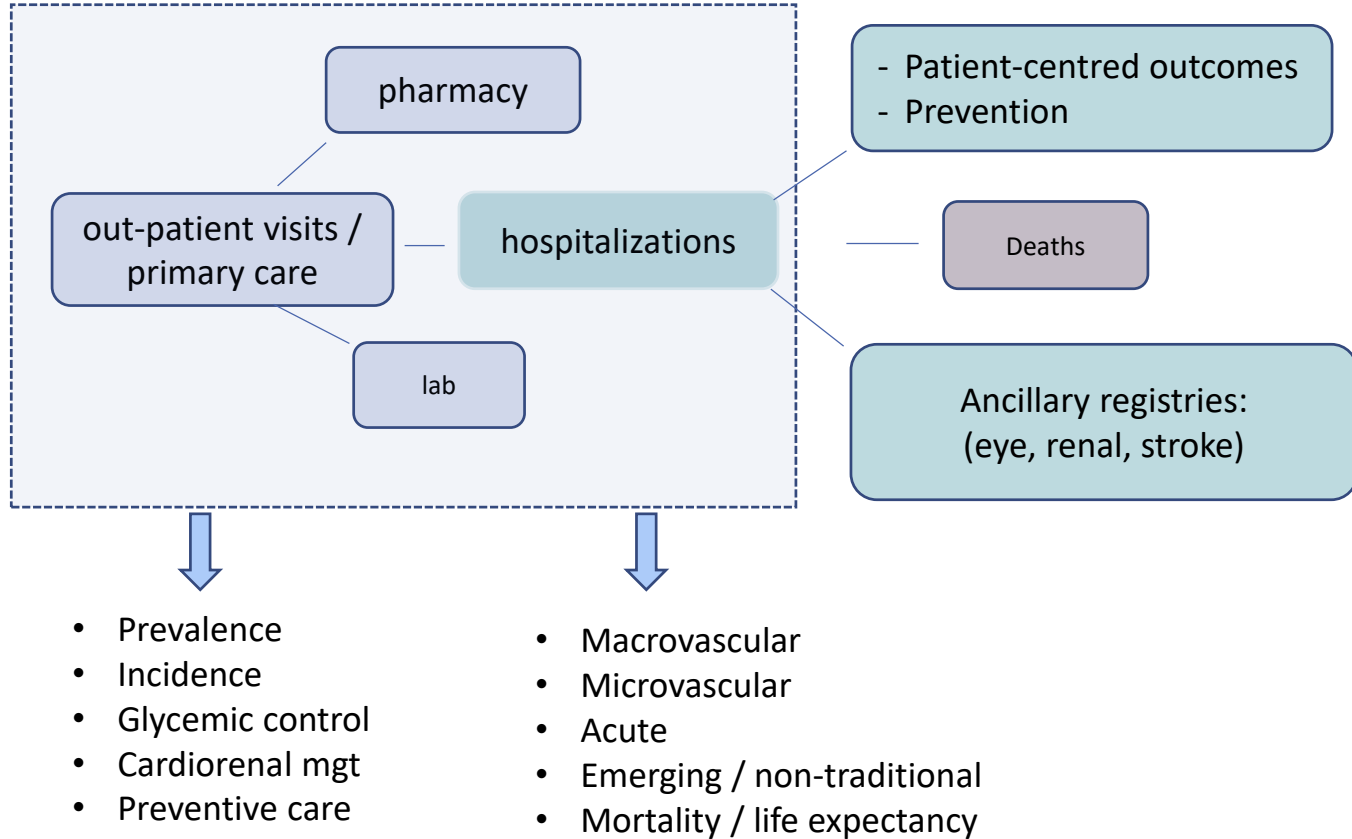 pharmacy
- Patient-centred outcomes
- Prevention
out-patient visits /
primary care
hospitalizations
Deaths
lab
Ancillary registries:
(eye, renal, stroke)
• Prevalence
• Incidence
• Glycemic control
• Cardiorenal mgt
• Preventive care
• Macrovascular
• Microvascular
• Acute
• Emerging / non-traditional
• Mortality / life expectancy